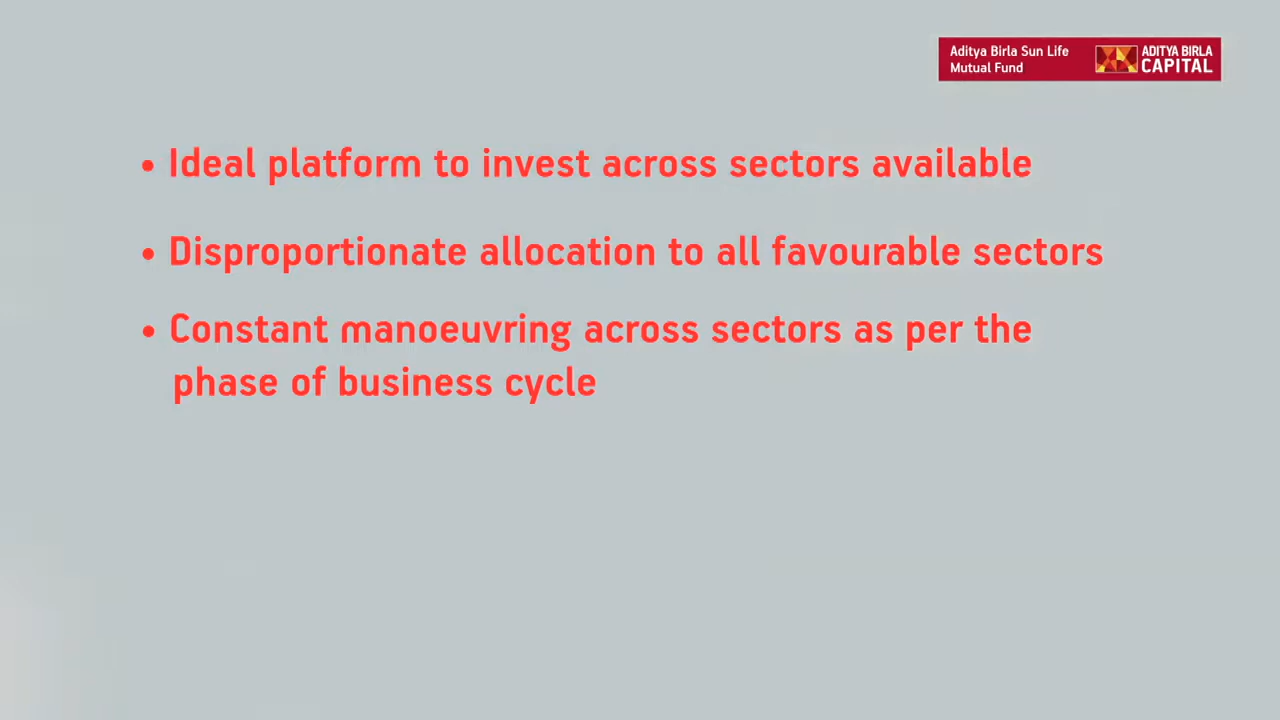 Aditya Birla Sun Life
Mutual Fund
ADITYA BIRLA
CAPITAL
• Ideal platform to invest across sectors available
• Disproportionate allocation to all favourable sectors
• Constant manoeuvring across sectors as per the
phase of business cycle